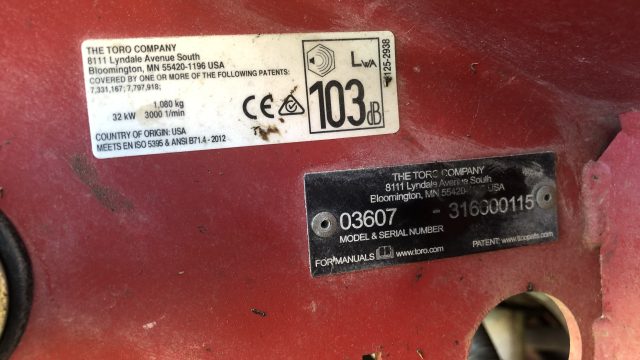 THE TORO COMPANY
8111 Lyndale Avenue South
Bloomington, MN 55420-1196 USA
COVERED BY ONE OR MORE OF THE FOLLOWING PATENTS:
7,331,167; 7,797,918;
1,080 kg
32 kW 3000 1/min
COUNTRY OF ORIGIN: USA
MEETS EN ISO 5395 & ANSI B71.4 - 2012
CE
LWA
103dB
125-2938
THE TORO COMPANY
8111 Lyndale Avenue South
Bloomington, MN 55420-1196 USA
03607 - 316000115
MODEL & SERIAL NUMBER
FOR MANUALS www.toro.com
PATENT: www.toropats.com